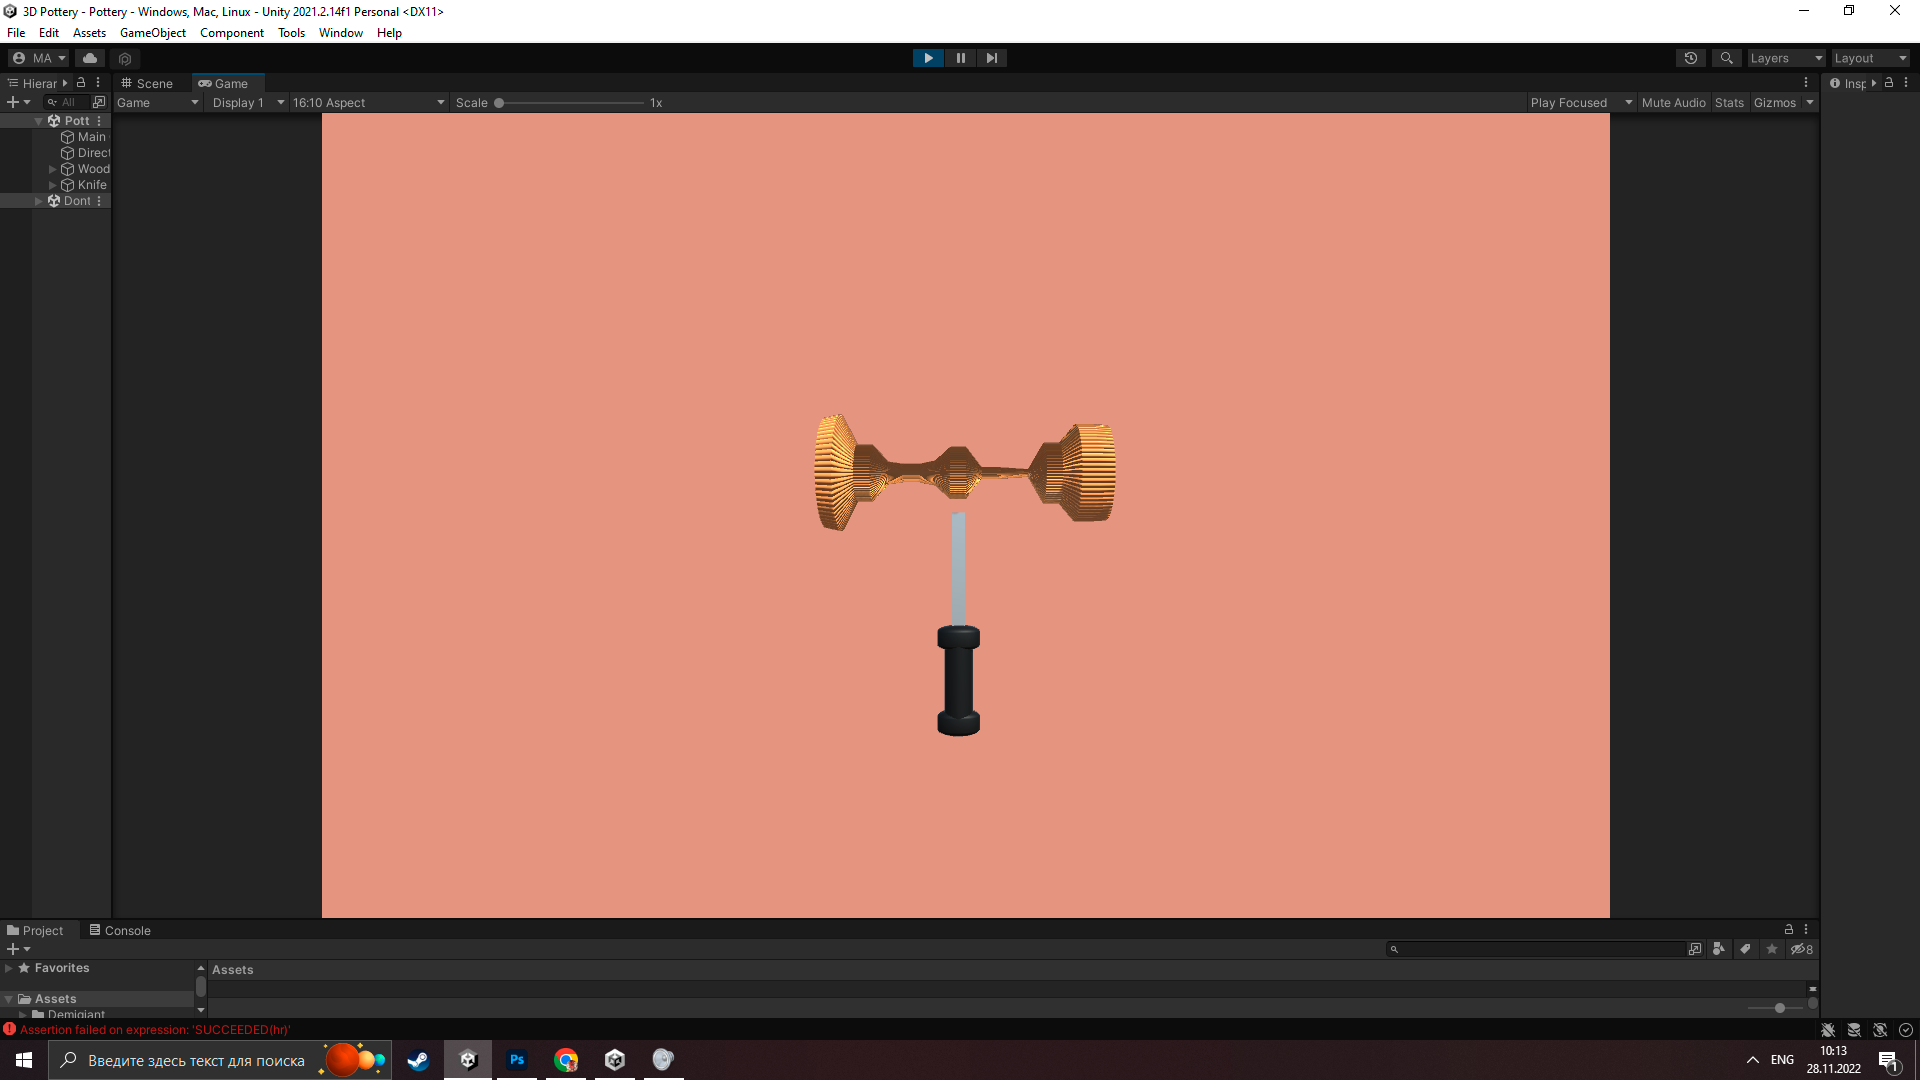 3D Pottery - Pottery - Windows, Mac, Linux - Unity 2021.2.14f1 Personal <DX11>
File Edit Assets GameObject Component Tools Window Help
MA Layers Layout
Hierar Scene Game Insp
All Game Display 1 16:10 Aspect Scale 1x Play Focused Mute Audio Stats Gizmos
Pott
Main
Direct
Wood
Knife
Dont
Project Console
8
Favorites
Assets
Assets
Demigiant
Assertion failed on expression: 'SUCCEEDED(hr)'
Введите здесь текст для поиска
Ps
ENG
10:13
28.11.2022
1